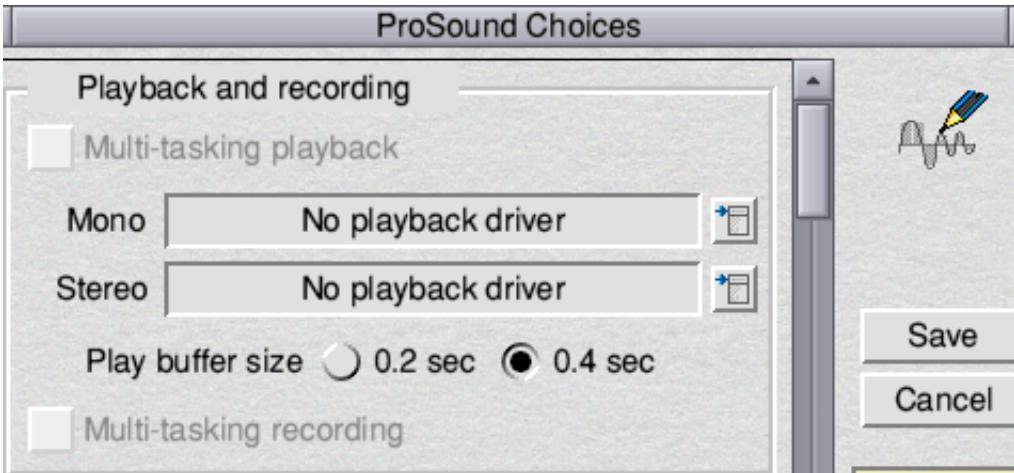 ProSound Choices
Playback and recording
Multi-tasking playback
Mono No playback driver
Stereo No playback driver
Play buffer size 0.2 sec 0.4 sec
Multi-tasking recording
Save
Cancel